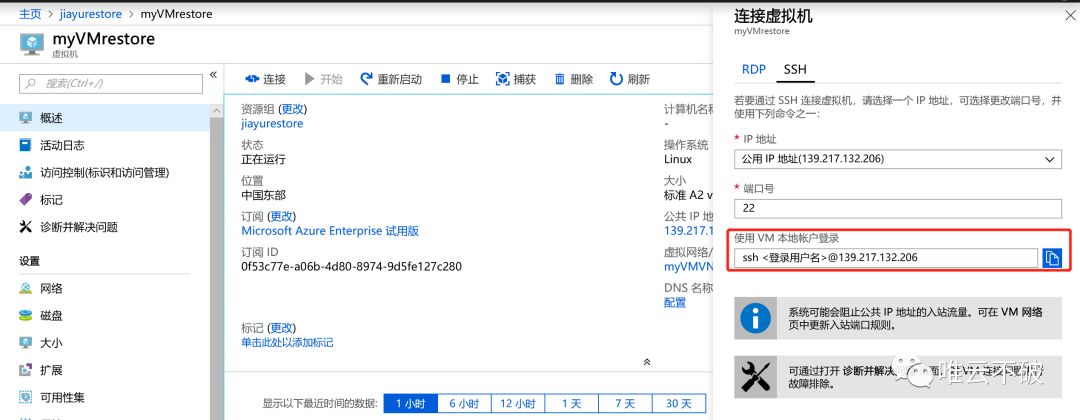 主页 > jiayurestore > myVMrestore
myVMrestore
虚拟机
搜索(Ctrl+/)
«
概述
活动日志
访问控制(标识和访问管理)
标记
诊断并解决问题
设置
网络
磁盘
大小
扩展
可用性集
连接 开始 重新启动 停止 捕获 删除 刷新
资源组 (更改)
jiayurestore
状态
正在运行
位置
中国东部
订阅 (更改)
Microsoft Azure Enterprise 试用版
订阅 ID
0f53c77e-a06b-4d80-8974-9d5fe127c280
标记 (更改)
单击此处以添加标记
计算机名称
-
操作系统
Linux
大小
标准 A2 v
公共 IP 地
139.217.1
虚拟网络/
myVMVN
DNS 名称
配置
显示以下最近时间的数据: 1 小时 6 小时 12 小时 1 天 7 天 30 天
连接虚拟机
myVMrestore
RDP SSH
若要通过 SSH 连接虚拟机，请选择一个 IP 地址，可选择更改端口号，并
使用下列命令之一:
* IP 地址
公用 IP 地址(139.217.132.206)
* 端口号
22
使用 VM 本地帐户登录
ssh <登录用户名>@139.217.132.206
系统可能会阻止公共 IP 地址的入站流量。可在 VM 网络
页中更新入站端口规则。
可通过打开 诊断并解决
VM 连接
故障排除。
唯云不破